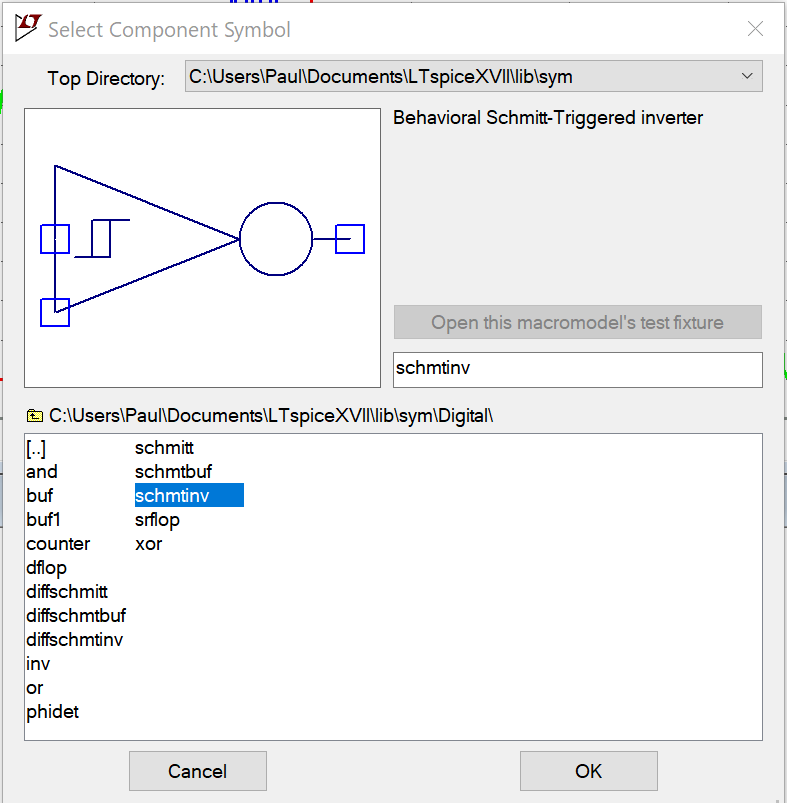 Select Component Symbol
Top Directory: C:\Users\Paul\Documents\LTspiceXVII\lib\sym
Behavioral Schmitt-Triggered inverter
Open this macromodel's test fixture
schmtinv
C:\Users\Paul\Documents\LTspiceXVII\lib\sym\Digital\
[..] schmitt
and schmtbuf
buf schmtinv
buf1 srflop
counter xor
dflop
diffschmitt
diffschmtbuf
diffschmtinv
inv
or
phidet
Cancel OK